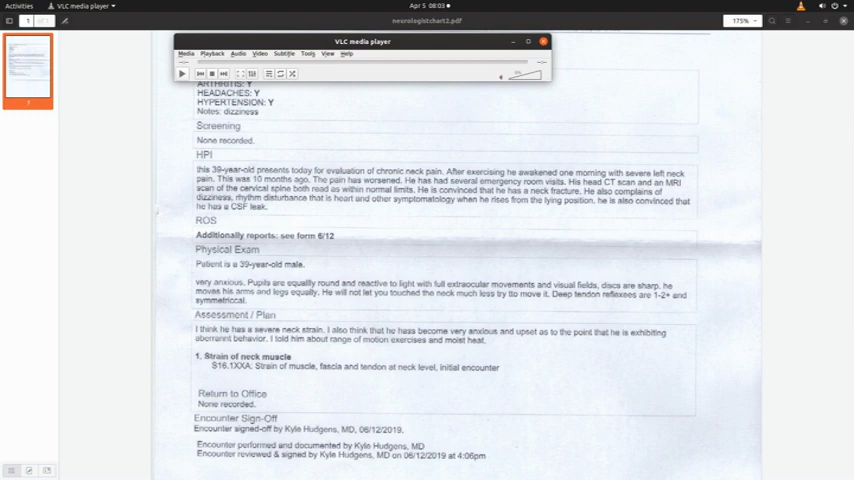 Activities
VLC media player
Apr 5 08:03
1
neurologistchart2.pdf
175%
VLC media player
Media Playback Audio Video Subtitle Tools View Help
--:-- --:--
ARTHRITIS: Y
HEADACHES: Y
HYPERTENSION: Y
Notes: dizziness
Screening
None recorded.
HPI
this 39-year-old presents today for evaluation of chronic neck pain. After exercising he awakened one morning with severe left neck
pain. This was 10 months ago. The pain has worsened. He has had several emergency room visits. His head CT scan and an MRI
scan of the cervical spine both read as within normal limits. He is convinced that he has a neck fracture. He also complains of
dizziness, rhythm disturbance that is heart and other symptomatology when he rises from the lying position. he is also convinced that
he has a CSF leak.
ROS
Additionally reports: see form 6/12
Physical Exam
Patient is a 39-year-old male.
very anxious. Pupils are equallly round and reactive to light with full extraocular movements and visual fields, discs are sharp. he
moves his arms and legs equally. He will not let you touched the neck much less try tto move it. Deep tendon reflexees are 1-2+ and
symmetriccal.
Assessment / Plan
I think he has a severe neck strain. I also think that he hass become very anxious and upset as to the point that he is exhibiting
aberrannt behavior. I told him about range of motion exercises and moist heat.
1. Strain of neck muscle
S16.1XXA: Strain of muscle, fascia and tendon at neck level, initial encounter
Return to Office
None recorded.
Encounter Sign-Off
Encounter signed-off by Kyle Hudgens, MD, 06/12/2019.
Encounter performed and documented by Kyle Hudgens, MD
Encounter reviewed & signed by Kyle Hudgens, MD on 06/12/2019 at 4:06pm